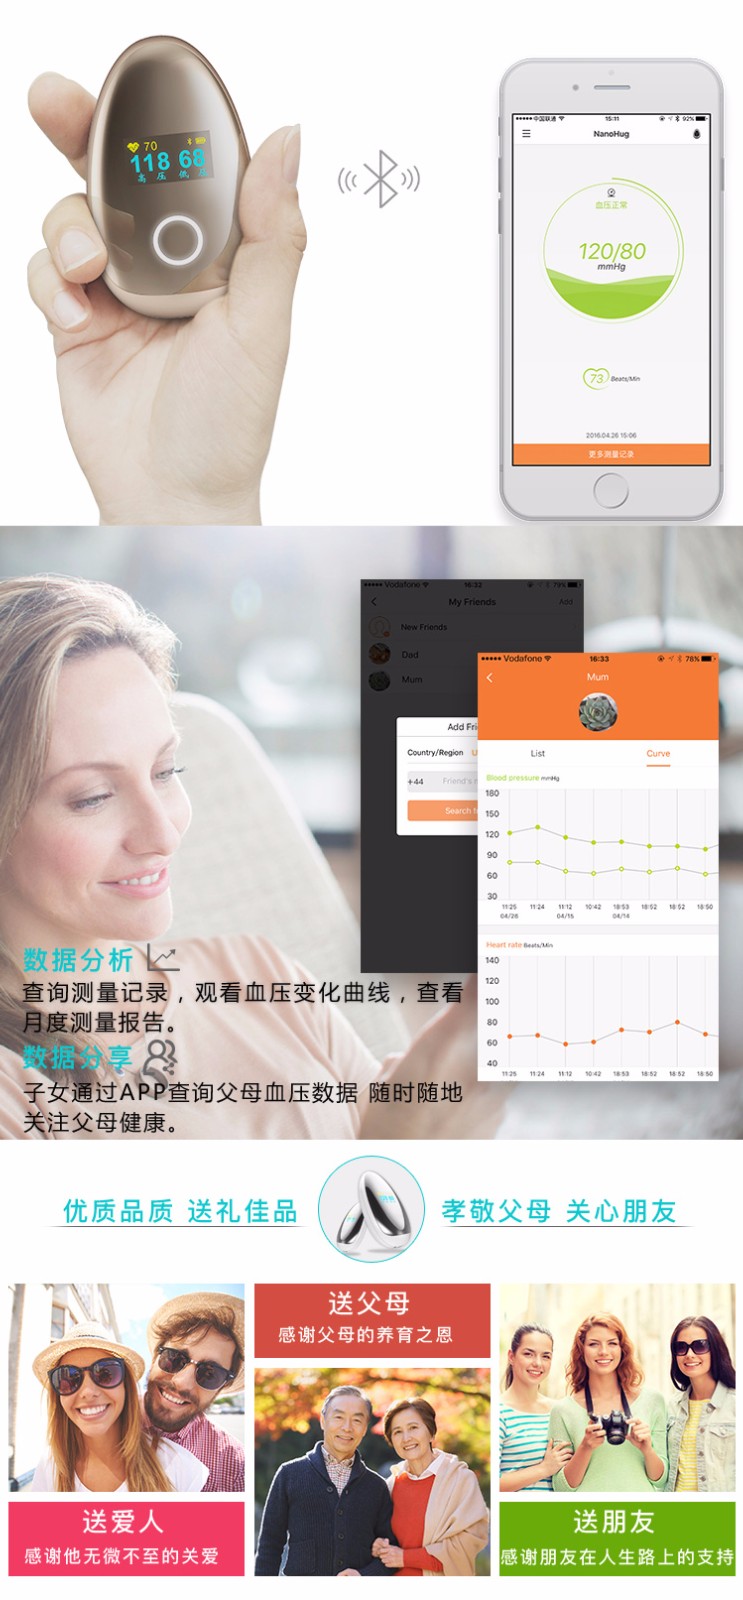 70
118 68
高 压 低 压
中国联通 15:11 92%
NanoHug
血压正常
120/80
mmHg
73 Beats/Min
2016.04.26 15:06
更多测量记录
Vodafone 16:32 79%
My Friends Add
New Friends
Dad
Mum
Add Fri
Country/Region U
+44 Friend's
Search
Vodafone 16:33 78%
Mum
List Curve
Blood pressure mmHg
180
150
120
90
60
30
11:25 11:24 11:12 10:42 18:53 18:52 18:52 18:50
04/26 04/15 04/14
Heart rate Beats/Min
140
120
100
80
60
40
11:25 11:24 11:12 10:42 18:53 18:52 18:52 18:50
数据分析
查询测量记录，观看血压变化曲线，查看
月度测量报告。
数据分享
子女通过APP查询父母血压数据 随时随地
关注父母健康。
优质品质 送礼佳品
孝敬父母 关心朋友
送父母
感谢父母的养育之恩
送爱人
感谢他无微不至的关爱
送朋友
感谢朋友在人生路上的支持